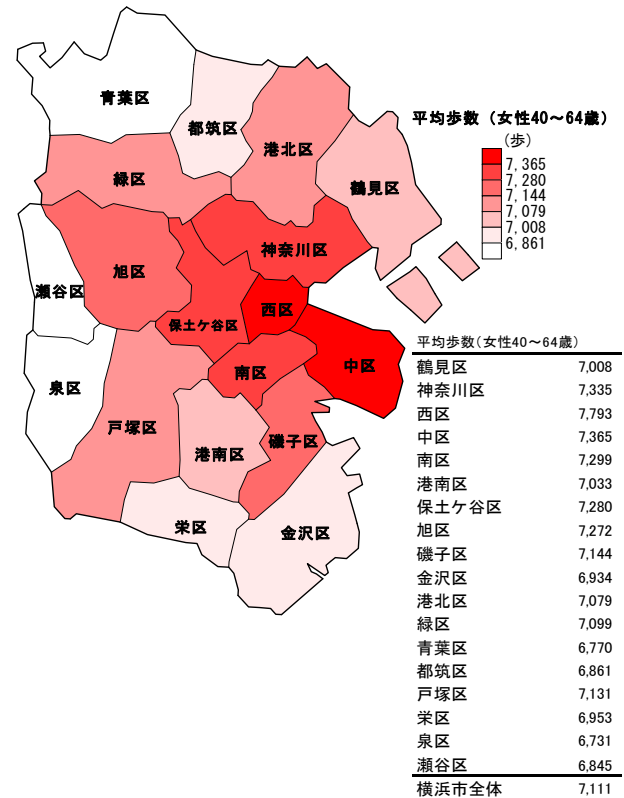 青葉区
都筑区
港北区
緑区
鶴見区
神奈川区
旭区
瀬谷区
西区
保土ケ谷区
中区
南区
泉区
戸塚区
磯子区
港南区
栄区
金沢区
平均歩数（女性40～64歳）
（歩）
7,365
7,280
7,144
7,079
7,008
6,861
平均歩数（女性40～64歳）
鶴見区 7,008
神奈川区 7,335
西区 7,793
中区 7,365
南区 7,299
港南区 7,033
保土ケ谷区 7,280
旭区 7,272
磯子区 7,144
金沢区 6,934
港北区 7,079
緑区 7,099
青葉区 6,770
都筑区 6,861
戸塚区 7,131
栄区 6,953
泉区 6,731
瀬谷区 6,845
横浜市全体 7,111